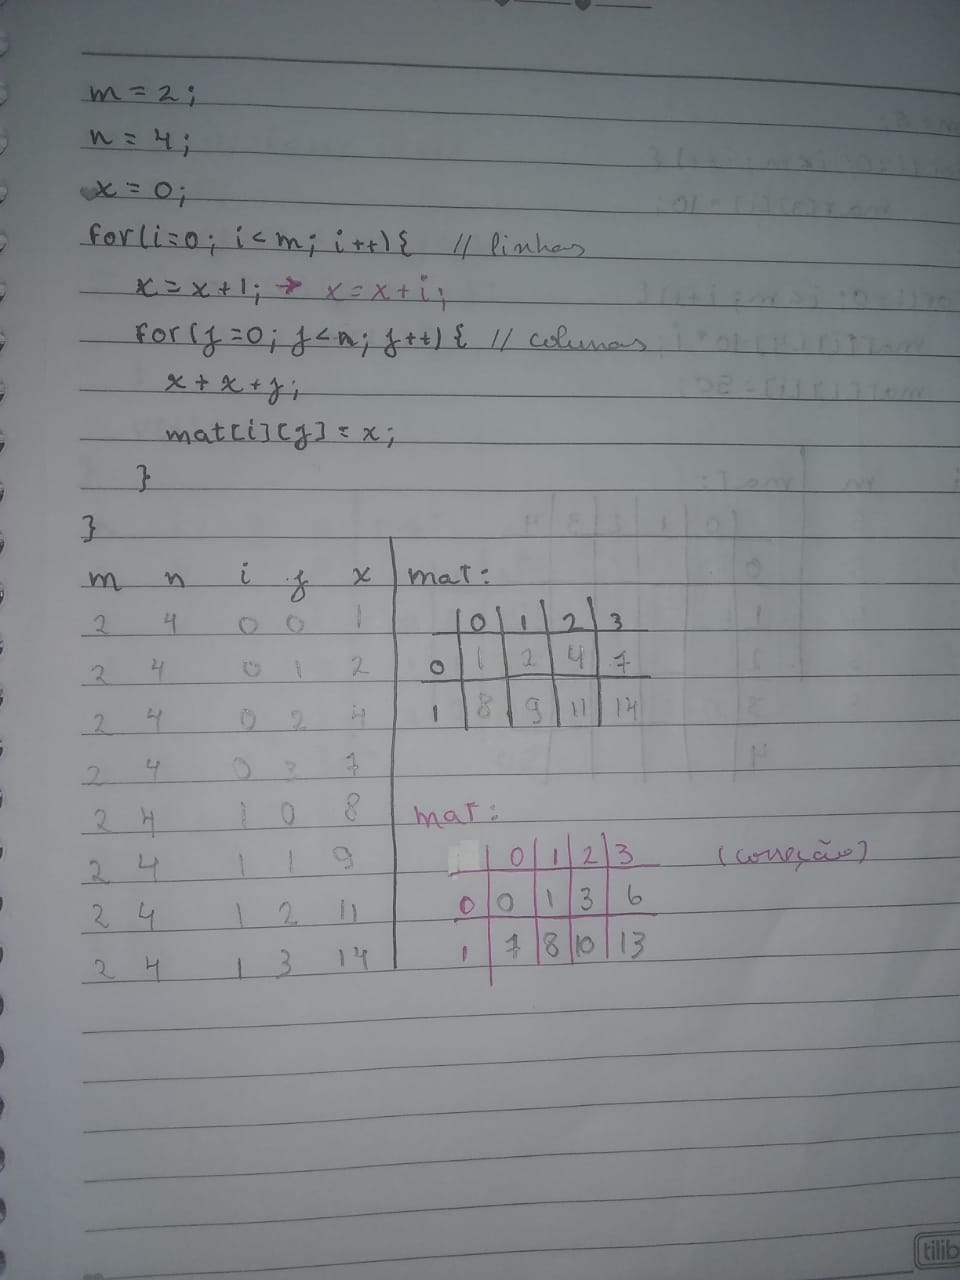 m = 2;
n = 4;
x = 0;
for(i=0; i<m; i++){ // linhas
x = x+1; → x = x+i;
for(j=0; j<n; j++){ // colunas
x + x + j;
mat[i][j] = x;
}
}
m n i j x
2 4 0 0 1
2 4 0 1 2
2 4 0 2 4
2 4 0 3 7
2 4 1 0 8
2 4 1 1 9
2 4 1 2 11
2 4 1 3 14
mat:
0 1 2 3
0 1 2 4 7
1 8 9 11 14
mat:
0 1 2 3 (correção)
0 0 1 3 6
1 7 8 10 13
tilib